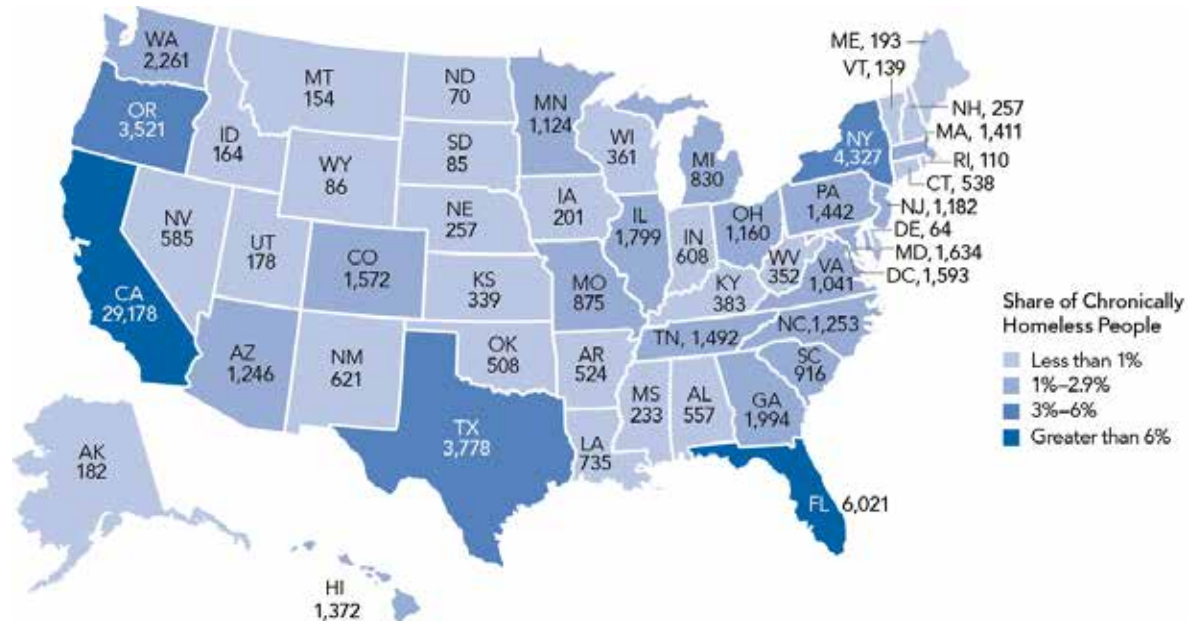 WA
2,261
OR
3,521
CA
29,178
NV
585
ID
164
MT
154
WY
86
UT
178
CO
1,572
AZ
1,246
NM
621
ND
70
SD
85
NE
257
KS
339
OK
508
TX
3,778
MN
1,124
IA
201
MO
875
AR
524
LA
735
WI
361
IL
1,799
MI
830
IN
608
OH
1,160
KY
383
TN, 1,492
MS
233
AL
557
GA
1,994
FL 6,021
SC
916
NC, 1,253
VA
1,041
WV
352
PA
1,442
NY
4,327
ME, 193
VT, 139
NH, 257
MA, 1,411
RI, 110
CT, 538
NJ, 1,182
DE, 64
MD, 1,634
DC, 1,593
AK
182
HI
1,372
Share of Chronically
Homeless People
Less than 1%
1%–2.9%
3%–6%
Greater than 6%